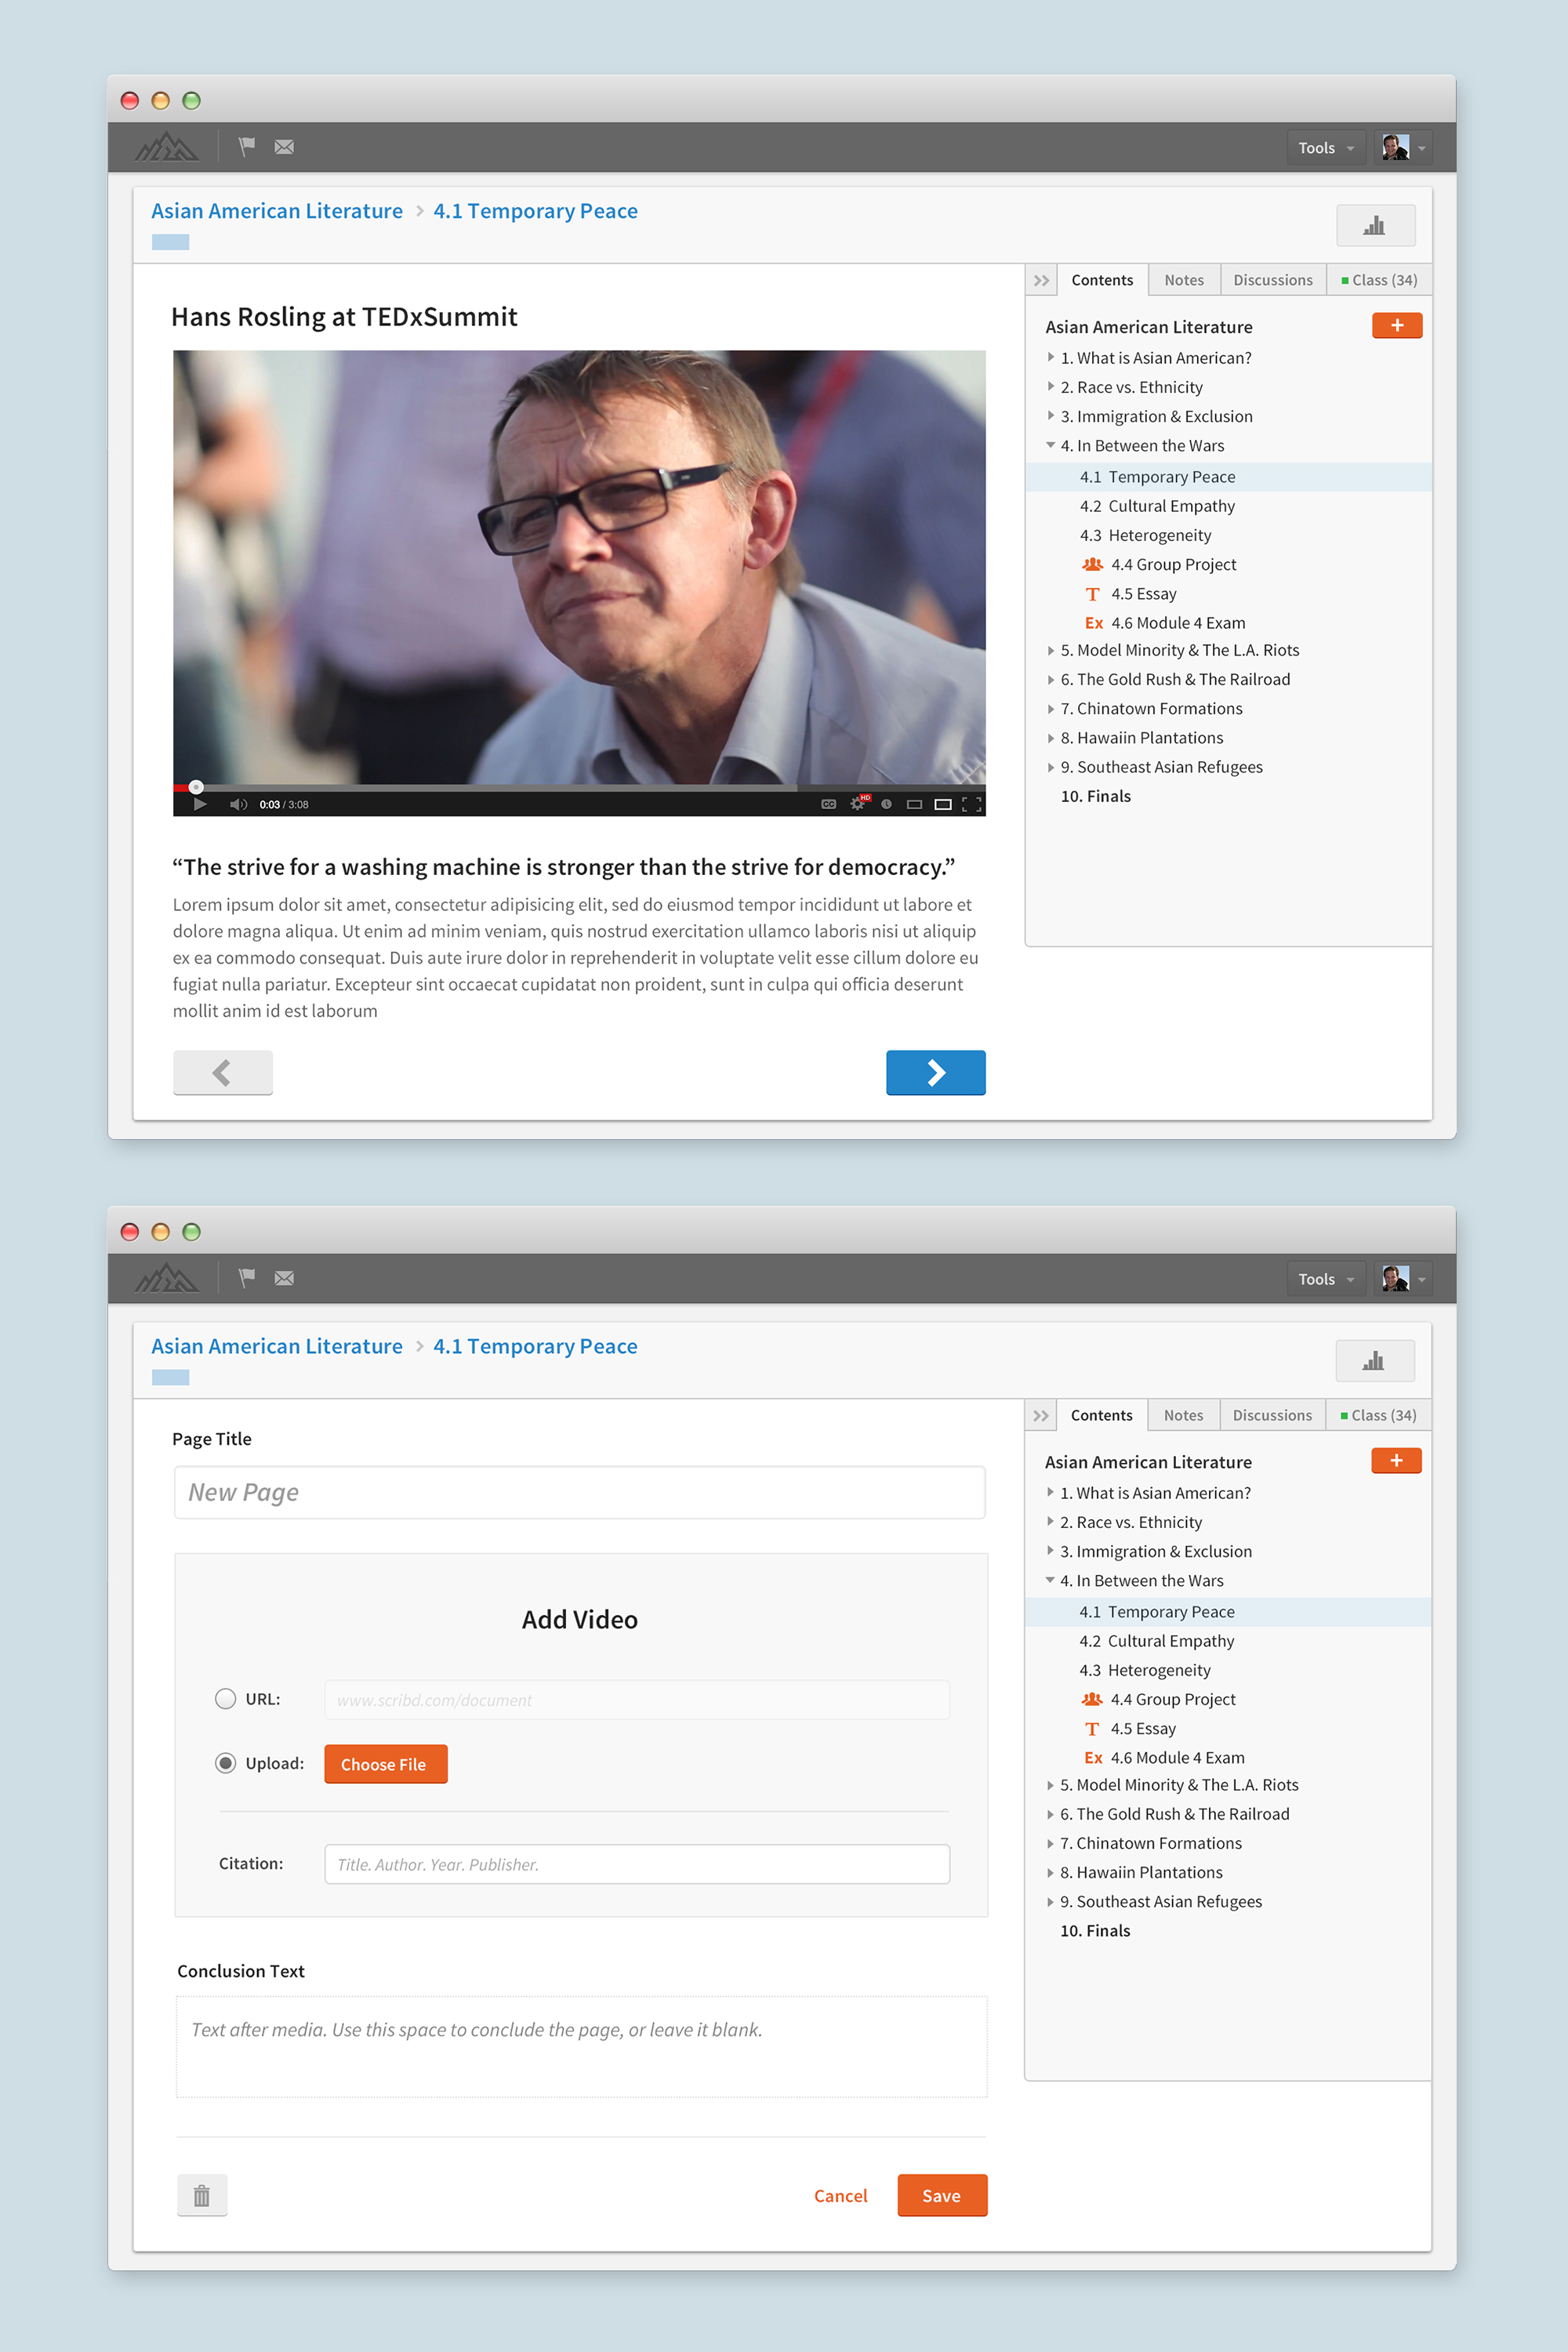 Tools
Asian American Literature > 4.1 Temporary Peace
Contents
Notes
Discussions
Class (34)
Hans Rosling at TEDxSummit
HD
0:03 / 3:08
CC
“The strive for a washing machine is stronger than the strive for democracy.”
Lorem ipsum dolor sit amet, consectetur adipisicing elit, sed do eiusmod tempor incididunt ut labore et
dolore magna aliqua. Ut enim ad minim veniam, quis nostrud exercitation ullamco laboris nisi ut aliquip
ex ea commodo consequat. Duis aute irure dolor in reprehenderit in voluptate velit esse cillum dolore eu
fugiat nulla pariatur. Excepteur sint occaecat cupidatat non proident, sunt in culpa qui officia deserunt
mollit anim id est laborum
Asian American Literature
+
1. What is Asian American?
2. Race vs. Ethnicity
3. Immigration & Exclusion
4. In Between the Wars
4.1 Temporary Peace
4.2 Cultural Empathy
4.3 Heterogeneity
4.4 Group Project
T 4.5 Essay
Ex 4.6 Module 4 Exam
5. Model Minority & The L.A. Riots
6. The Gold Rush & The Railroad
7. Chinatown Formations
8. Hawaiin Plantations
9. Southeast Asian Refugees
10. Finals
Tools
Asian American Literature > 4.1 Temporary Peace
Contents
Notes
Discussions
Class (34)
Page Title
New Page
Add Video
URL:
www.scribd.com/document
Upload:
Choose File
Citation:
Title. Author. Year. Publisher.
Conclusion Text
Text after media. Use this space to conclude the page, or leave it blank.
Cancel
Save
Asian American Literature
+
1. What is Asian American?
2. Race vs. Ethnicity
3. Immigration & Exclusion
4. In Between the Wars
4.1 Temporary Peace
4.2 Cultural Empathy
4.3 Heterogeneity
4.4 Group Project
T 4.5 Essay
Ex 4.6 Module 4 Exam
5. Model Minority & The L.A. Riots
6. The Gold Rush & The Railroad
7. Chinatown Formations
8. Hawaiin Plantations
9. Southeast Asian Refugees
10. Finals